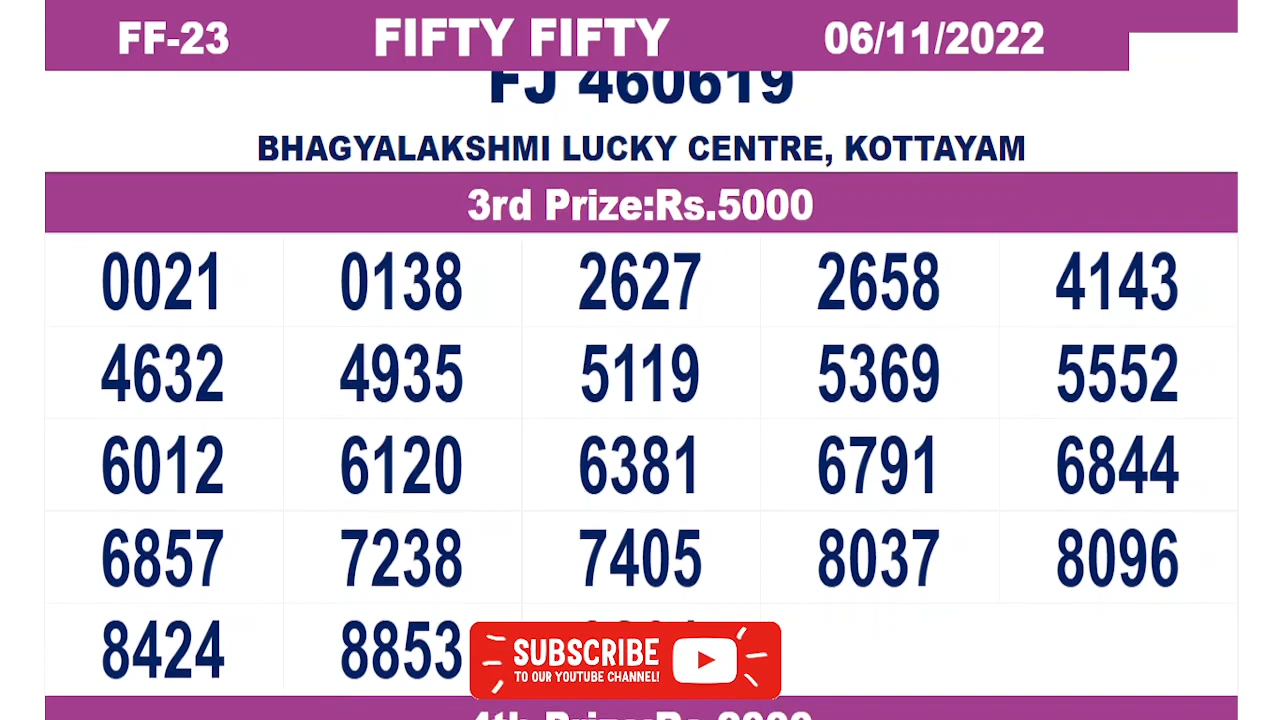 FF-23 FIFTY FIFTY 06/11/2022
FJ 460619
BHAGYALAKSHMI LUCKY CENTRE, KOTTAYAM
3rd Prize:Rs.5000
0021 0138 2627 2658 4143
4632 4935 5119 5369 5552
6012 6120 6381 6791 6844
6857 7238 7405 8037 8096
8424 8853
SUBSCRIBE
TO OUR YOUTUBE CHANNEL!
4th